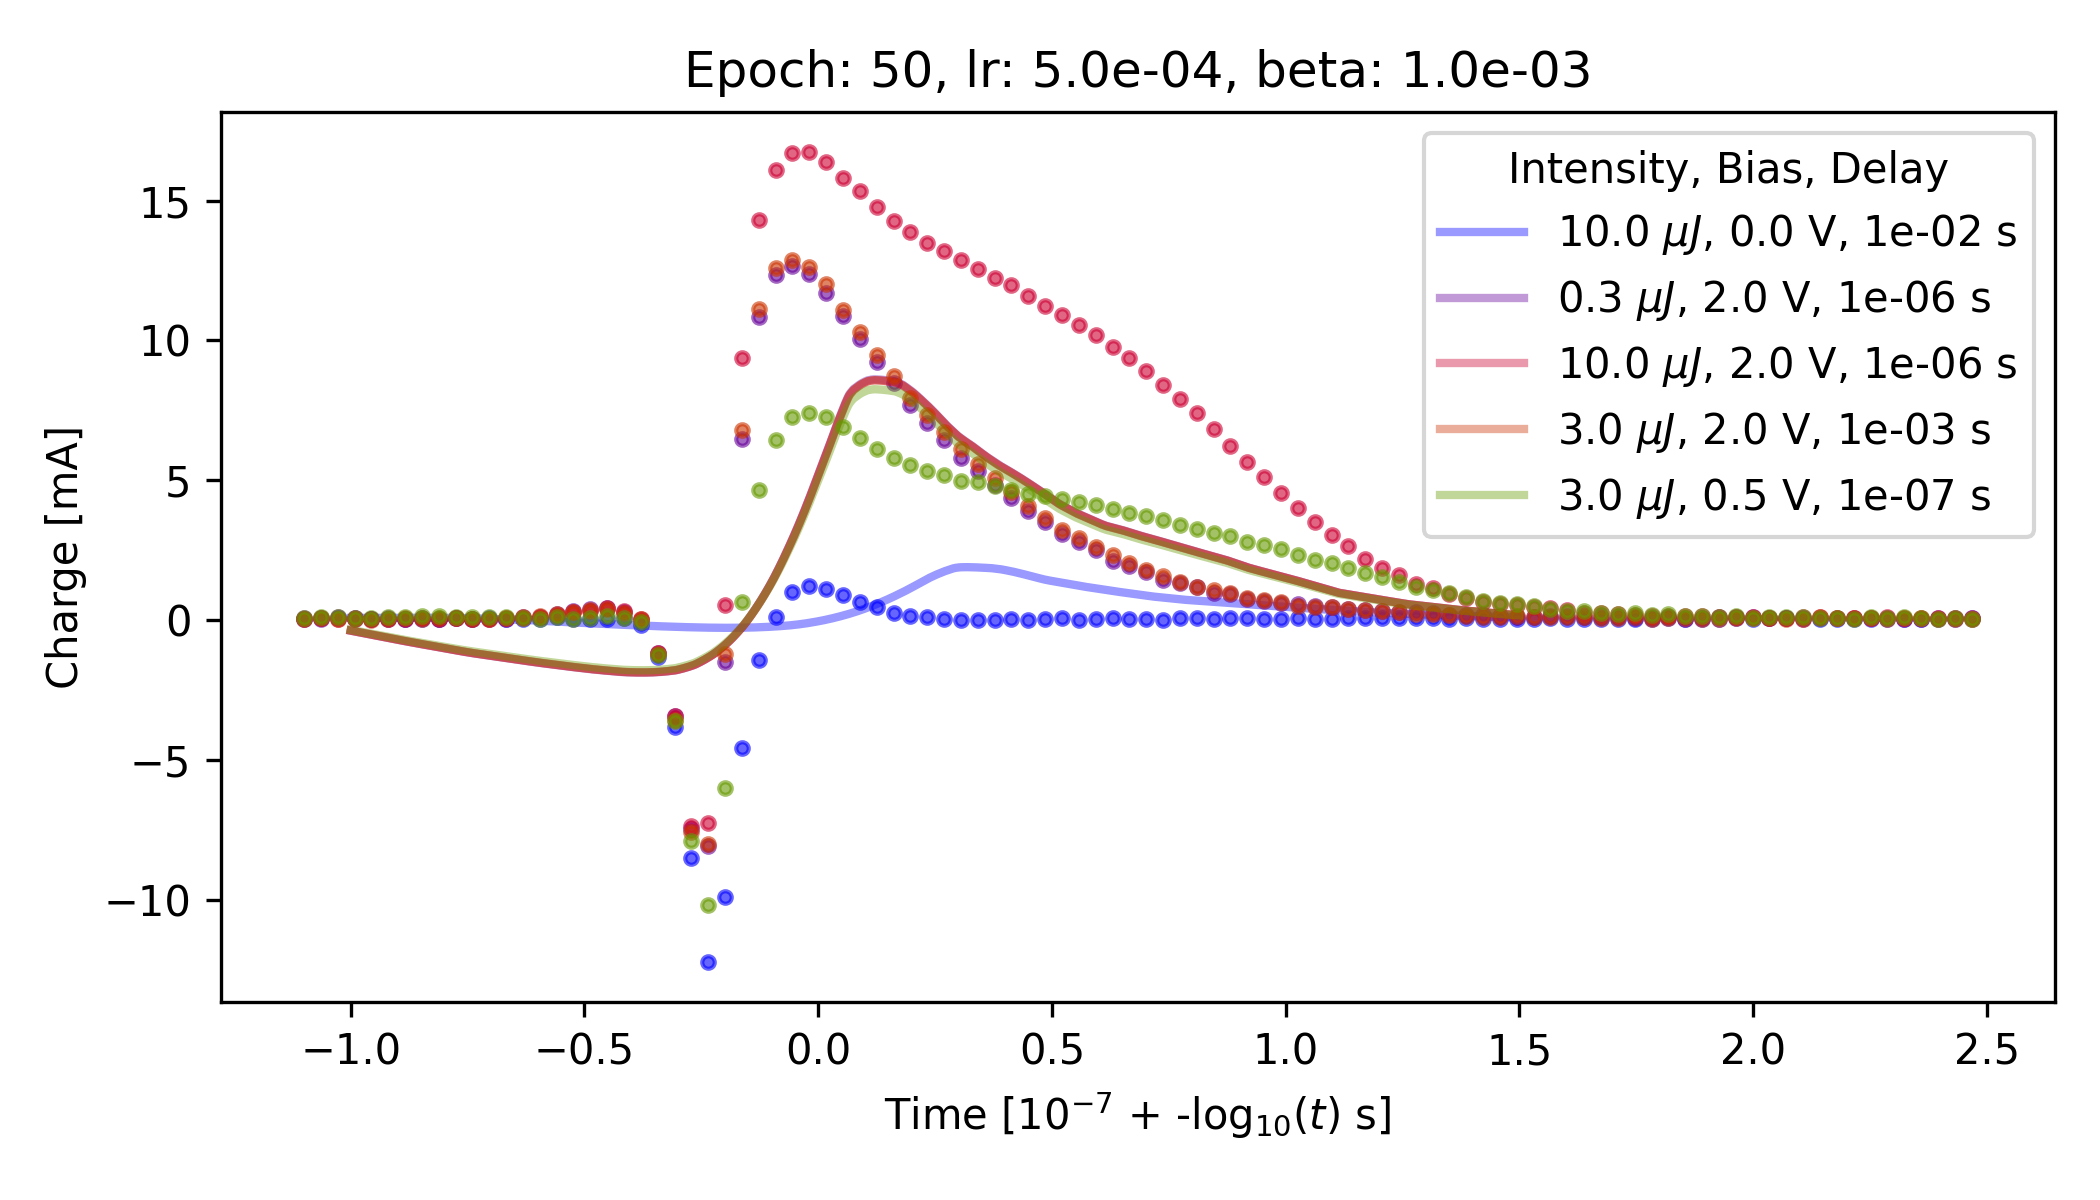 Epoch: 50, lr: 5.0e-04, beta: 1.0e-03
Charge [mA]
15
10
5
0
−5
−10
Intensity, Bias, Delay
10.0 μJ, 0.0 V, 1e-02 s
0.3 μJ, 2.0 V, 1e-06 s
10.0 μJ, 2.0 V, 1e-06 s
3.0 μJ, 2.0 V, 1e-03 s
3.0 μJ, 0.5 V, 1e-07 s
−1.0 −0.5 0.0 0.5 1.0 1.5 2.0 2.5
Time [10⁻⁷ + -log₁₀(t) s]